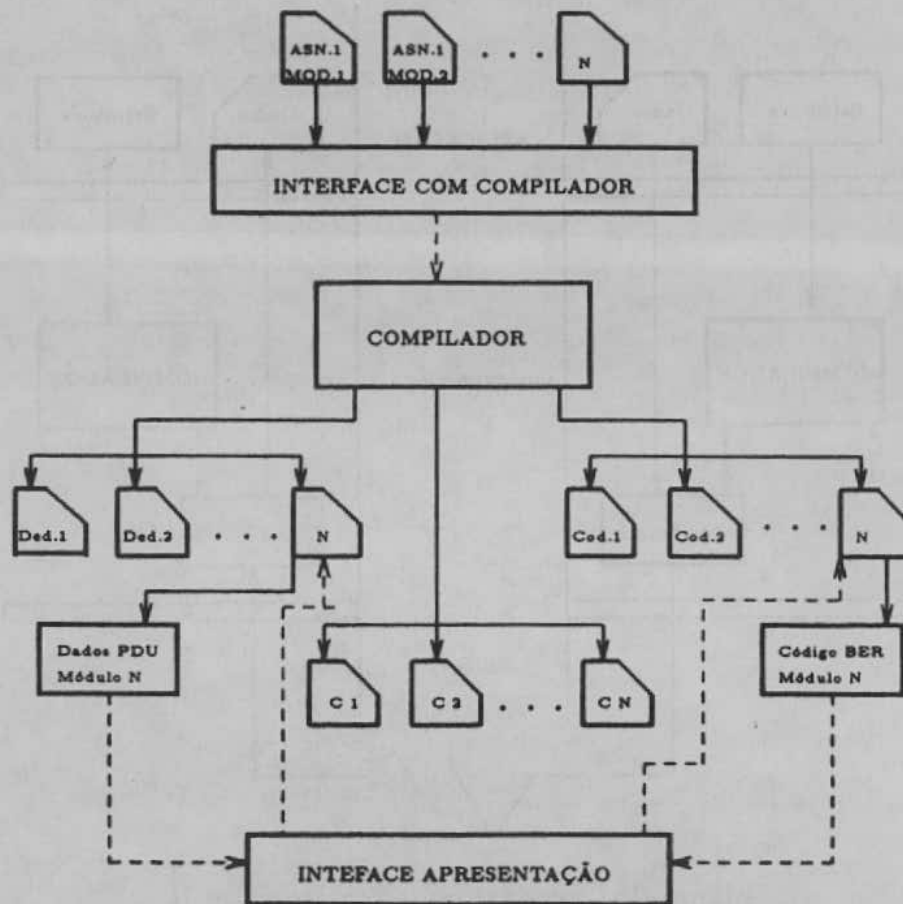 ASN.1
MOD.1
ASN.1
MOD.2
. . .
N
INTERFACE COM COMPILADOR
COMPILADOR
Ded.1
Ded.2
. . .
N
Cod.1
Cod.2
. . .
N
Dados PDU
Módulo N
C 1
C 2
. . .
C N
Código BER
Módulo N
INTEFACE APRESENTAÇÃO